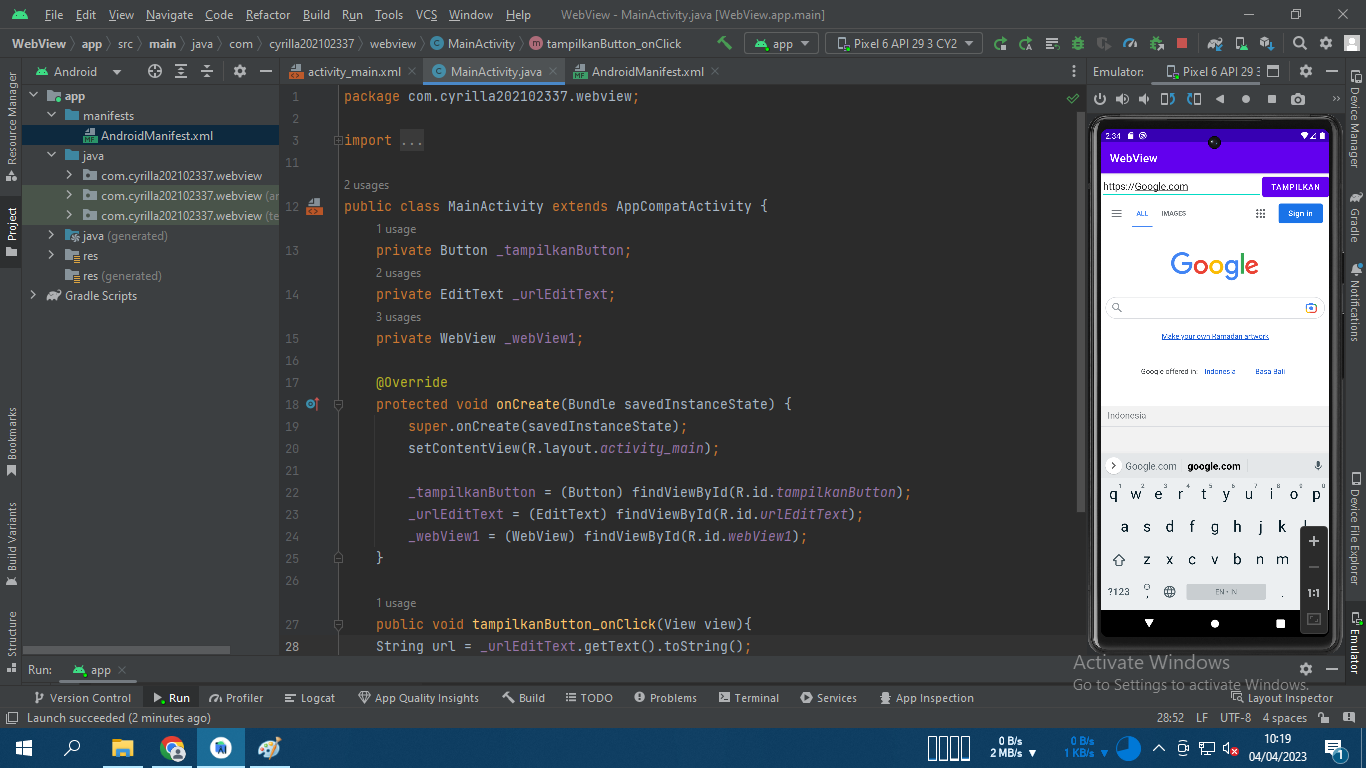 File Edit View Navigate Code Refactor Build Run Tools VCS Window Help WebView - MainActivity.java [WebView.app.main]
WebView app src main java com cyrilla202102337 webview MainActivity tampilkanButton_onClick app Pixel 6 API 29 3 CY2
Android activity_main.xml MainActivity.java AndroidManifest.xml Emulator: Pixel 6 API 29 3
Resource Manager
Project
Bookmarks
Build Variants
Structure
app
manifests
AndroidManifest.xml
java
com.cyrilla202102337.webview
com.cyrilla202102337.webview (ar
com.cyrilla202102337.webview (te
java (generated)
res
res (generated)
Gradle Scripts
1 package com.cyrilla202102337.webview;
2
3 import ...
11
2 usages
12 public class MainActivity extends AppCompatActivity {
1 usage
13 private Button _tampilkanButton;
2 usages
14 private EditText _urlEditText;
3 usages
15 private WebView _webView1;
16
17 @Override
18 protected void onCreate(Bundle savedInstanceState) {
19 super.onCreate(savedInstanceState);
20 setContentView(R.layout.activity_main);
21
22 _tampilkanButton = (Button) findViewById(R.id.tampilkanButton);
23 _urlEditText = (EditText) findViewById(R.id.urlEditText);
24 _webView1 = (WebView) findViewById(R.id.webView1);
25 }
26
1 usage
27 public void tampilkanButton_onClick(View view){
28 String url = _urlEditText.getText().toString();
2:34
WebView
https://Google.com TAMPILKAN
ALL IMAGES Sign in
Google
Make your own Ramadan artwork
Google offered in: Indonesia Basa Bali
Indonesia
Google.com google.com
1 2 3 4 5 6 7 8 9 0
q w e r t y u i o p
a s d f g h j k l
z x c v b n m
?123 , EN • IN .
1:1
Device Manager
Gradle
Notifications
Device File Explorer
Emulator
Activate Windows
Go to Settings to activate Windows.
Run: app
Version Control Run Profiler Logcat App Quality Insights Build TODO Problems Terminal Services App Inspection Layout Inspector
Launch succeeded (2 minutes ago) 28:52 LF UTF-8 4 spaces
0 B/s
2 MB/s
0 B/s
1 KB/s
10:19
04/04/2023
1